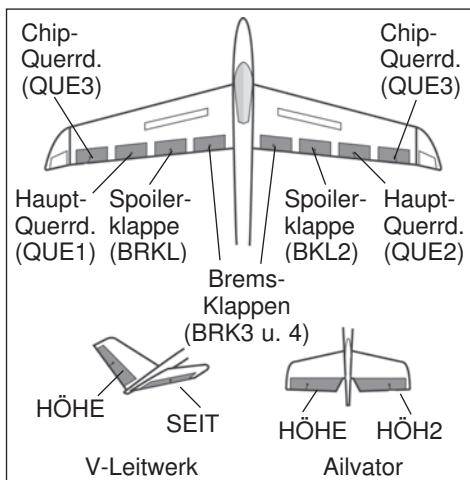 Chip-
Querrd.
(QUE3)
Chip-
Querrd.
(QUE3)
Haupt-
Querrd.
(QUE1)
Spoiler-
klappe
(BRKL)
Spoiler-
klappe
(BKL2)
Haupt-
Querrd.
(QUE2)
Brems-
Klappen
(BRK3 u. 4)
HÖHE
SEIT
HÖHE
HÖH2
V-Leitwerk
Ailvator